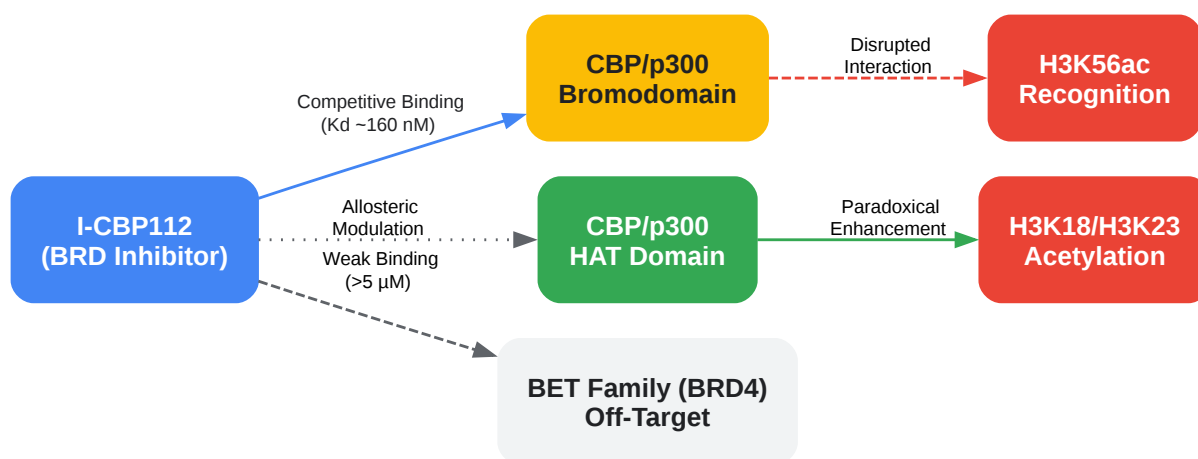 CBP/p300
Bromodomain
Disrupted
Interaction
H3K56ac
Recognition
Competitive Binding
(Kd ~160 nM)
I-CBP112
(BRD Inhibitor)
Allosteric
Modulation
Weak Binding
(>5 µM)
CBP/p300
HAT Domain
Paradoxical
Enhancement
H3K18/H3K23
Acetylation
BET Family (BRD4)
Off-Target